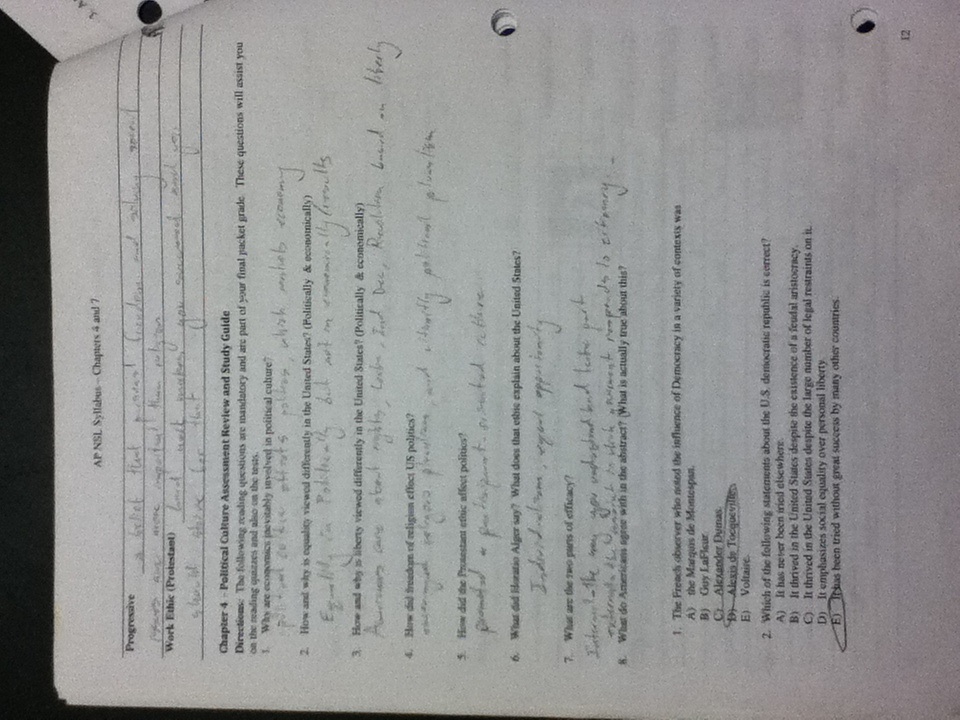 3. A
AP NSL Syllabus – Chapters 4 and 7
Progressive a belief that personal freedom and solving social
issues are more important than religion
Work Ethic (Protestant) hard work makes you succeed and you
should strive for that
Chapter 4 - Political Culture Assessment Review and Study Guide
Directions: The following reading questions are mandatory and are part of your final packet grade. These questions will assist you
on the reading quizzes and also on the tests.
1. Why are economics inevitably involved in political culture?
political culture affects politics, which economy
2. How and why is equality viewed differently in the United States? (Politically & economically)
Equality in Politically but not in economically/results
3. How and why is liberty viewed differently in the United States? (Politically & economically)
Americans care about rights, Locke, Ind Dec, Revolution based on liberty
4. How did freedom of religion effect US politics?
encouraged religious pluralism, and political pluralism
5. How did the Protestant ethic affect politics?
promoted a participant-oriented culture
6. What did Horatio Alger say? What does that ethic explain about the United States?
Individualism, equal opportunity
7. What are the two parts of efficacy?
Internal - the way you understand and take part
external - the in which government responds to citizenry.
8. What do Americans agree with in the abstract? (What is actually true about this?
1. The French observer who noted the influence of Democracy in a variety of contexts was
A) the Marquis de Montespan.
B) Guy LaFleur.
C) Alexander Dumas.
D) Alexis de Tocqueville.
E) Voltaire.
2. Which of the following statements about the U.S. democratic republic is correct?
A) It has never been tried elsewhere.
B) It thrived in the United States despite the existence of a feudal aristocracy.
C) It thrived in the United States despite the large number of legal restraints on it.
D) It emphasizes social equality over personal liberty.
E) It has been tried without great success by many other countries.
12